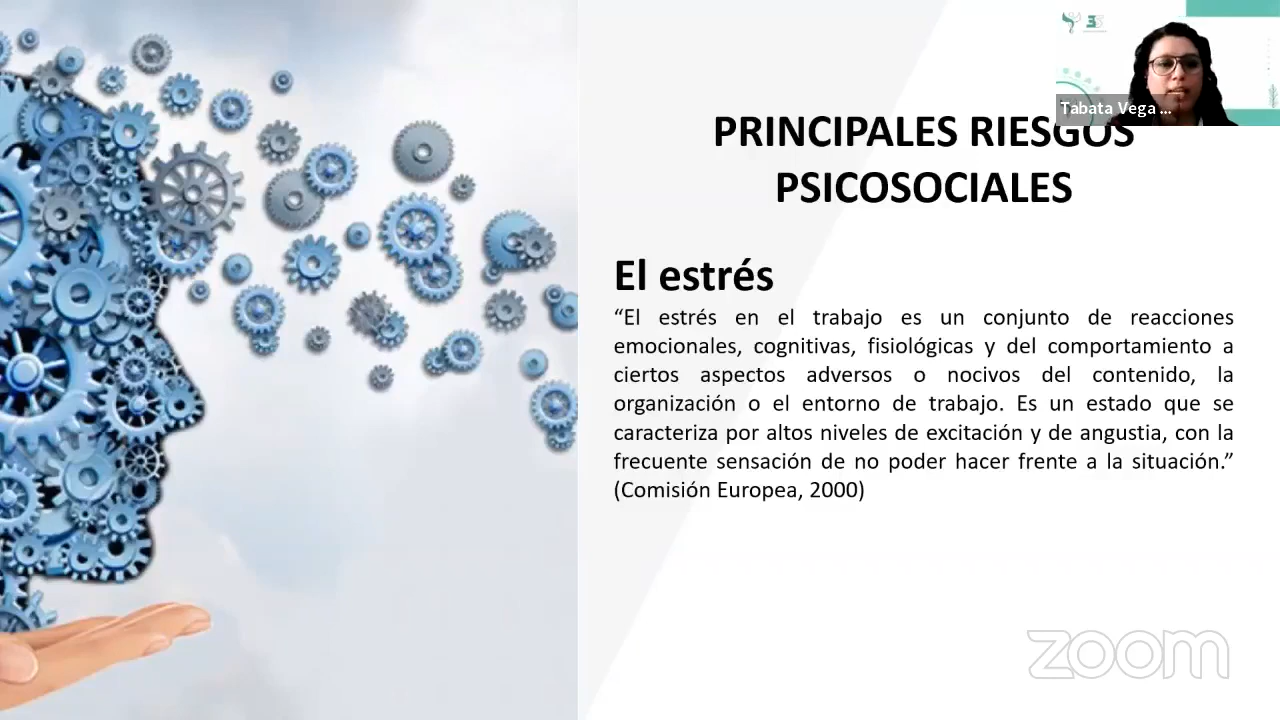 Tabata Vega ...
PRINCIPALES RIESGOS
PSICOSOCIALES
El estrés
“El estrés en el trabajo es un conjunto de reacciones
emocionales, cognitivas, fisiológicas y del comportamiento a
ciertos aspectos adversos o nocivos del contenido, la
organización o el entorno de trabajo. Es un estado que se
caracteriza por altos niveles de excitación y de angustia, con la
frecuente sensación de no poder hacer frente a la situación.”
(Comisión Europea, 2000)
zoom